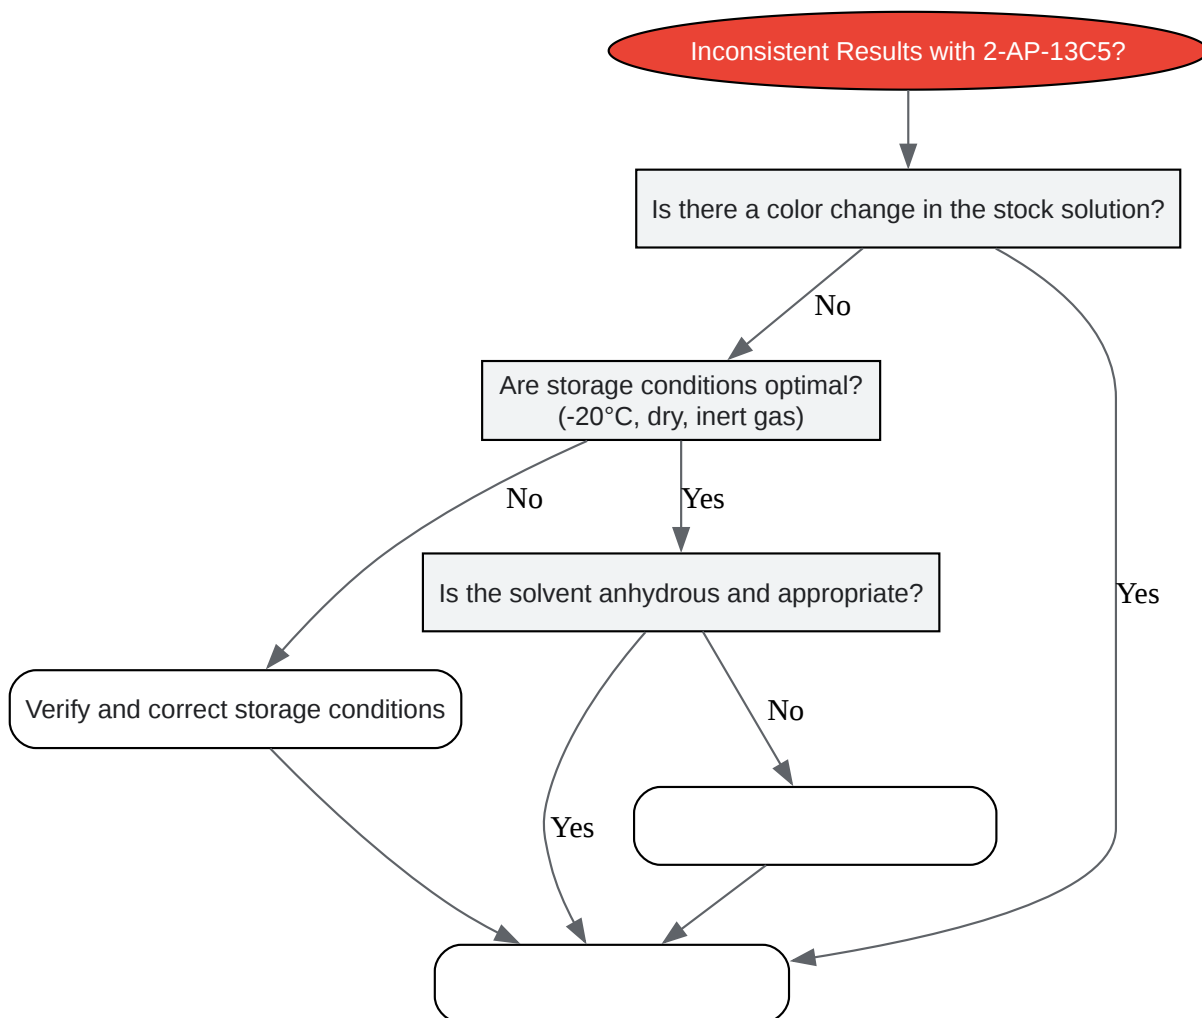 Inconsistent Results with 2-AP-13C5?
Is there a color change in the stock solution?
No
Are storage conditions optimal?
(-20°C, dry, inert gas)
No
Yes
Is the solvent anhydrous and appropriate?
Yes
Verify and correct storage conditions
No
Yes